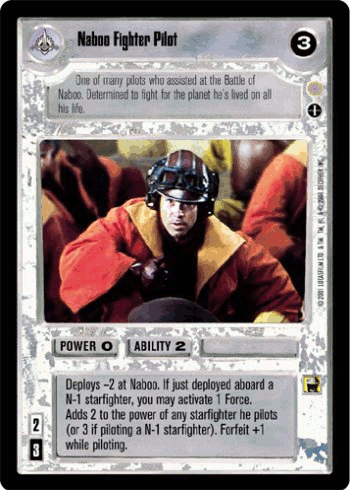 Naboo Fighter Pilot
3
One of many pilots who assisted at the Battle of
Naboo. Determined to fight for the planet he's lived on all
his life.
POWER 0
ABILITY 2
Deploys -2 at Naboo. If just deployed aboard a
N-1 starfighter, you may activate 1 Force.
Adds 2 to the power of any starfighter he pilots
(or 3 if piloting a N-1 starfighter). Forfeit +1
while piloting.
2
3